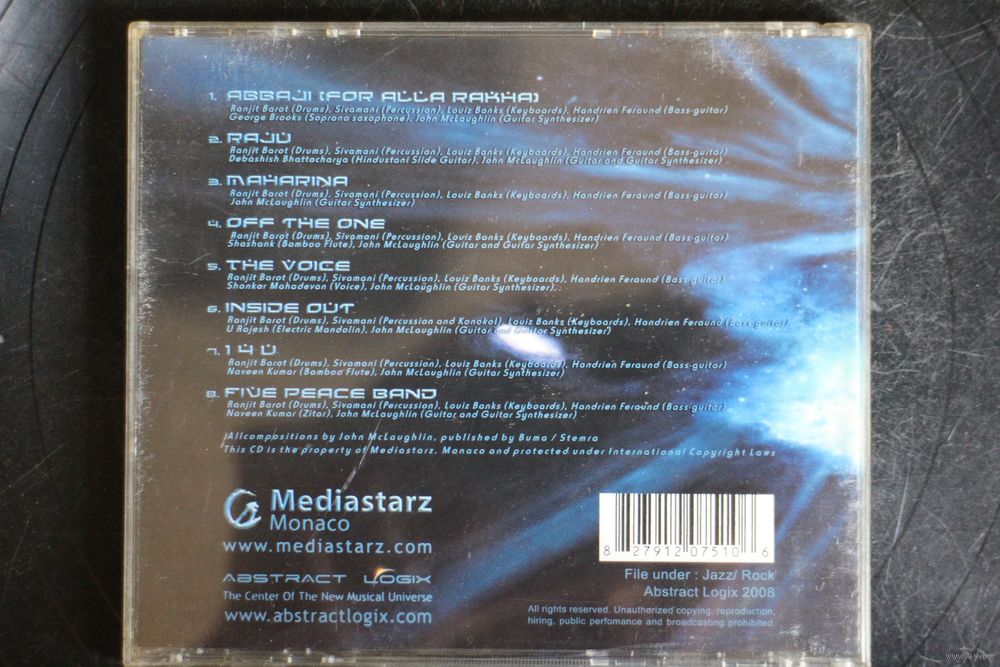 1. ABBAJI (FOR ALLA RAKHA)
Ranjit Barot (Drums), Sivamani (Percussion), Louiz Banks (Keyboards), Handrien Feraund (Bass-guitar)
George Brooks (Soprano saxophone), John McLaughlin (Guitar Synthesizer)
2. RAJU
Ranjit Barot (Drums), Sivamani (Percussion), Louiz Banks (Keyboards), Handrien Feraund (Bass-guitar)
Debashish Bhattacharya (Hindustani Slide Guitar), John McLaughlin (Guitar and Guitar Synthesizer)
3. MAHARINA
Ranjit Barot (Drums), Sivamani (Percussion), Louiz Banks (Keyboards), Handrien Feraund (Bass-guitar)
John McLaughlin (Guitar Synthesizer)
4. OFF THE ONE
Ranjit Barot (Drums), Sivamani (Percussion), Louiz Banks (Keyboards), Handrien Feraund (Bass-guitar)
Shashank (Bamboo Flute), John McLaughlin (Guitar and Guitar Synthesizer)
5. THE VOICE
Ranjit Barot (Drums), Sivamani (Percussion), Louiz Banks (Keyboards), Handrien Feraund (Bass-guitar)
Shankar Mahadevan (Voice), John McLaughlin (Guitar Synthesizer).
6. INSIDE OUT
Ranjit Barot (Drums), Sivamani (Percussion and Konokol), Louiz Banks (Keyboards), Handrien Feraund (Bass-guitar)
U Rajesh (Electric Mandolin), John McLaughlin (Guitar and Guitar Synthesizer)
7. 1 4 U
Ranjit Barot (Drums), Sivamani (Percussion), Louiz Banks (Keyboards), Handrien Feraund (Bass-guitar)
Naveen Kumar (Bamboo Flute), John McLaughlin (Guitar Synthesizer)
8. FIVE PEACE BAND
Ranjit Barot (Drums), Sivamani (Percussion), Louiz Banks (Keyboards), Handrien Feraund (Bass-guitar)
Naveen Kumar (Zitar), John McLaughlin (Guitar and Guitar Synthesizer)
Allcompositions by John McLaughlin, published by Buma / Stemra
This CD is the property of Mediastarz, Monaco and protected under International Copyright Laws
Mediastarz
Monaco
www.mediastarz.com
ABSTRACT LOGIX
The Center Of The New Musical Universe
www.abstractlogix.com
8 27912 07510 6
File under : Jazz/ Rock
Abstract Logix 2008
All rights reserved. Unauthorized copying, reproduction,
hiring, public perfomance and broadcasting prohibited.
www.ay.by